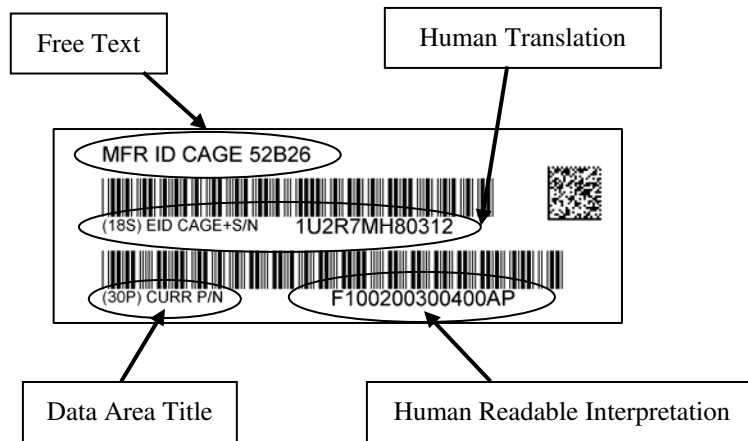 Free Text
Human Translation
MFR ID CAGE 52B26
(18S) EID CAGE+S/N 1U2R7MH80312
(30P) CURR P/N F100200300400AP
Data Area Title
Human Readable Interpretation